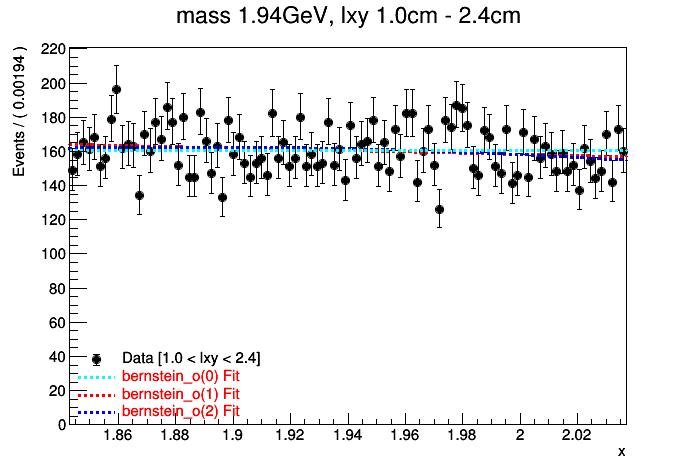 mass 1.94GeV, lxy 1.0cm - 2.4cm
Events / ( 0.00194 )
220
200
180
160
140
120
100
80
60
40
20
0
Data [1.0 < lxy < 2.4]
bernstein_o(0) Fit
bernstein_o(1) Fit
bernstein_o(2) Fit
1.86 1.88 1.9 1.92 1.94 1.96 1.98 2 2.02
x